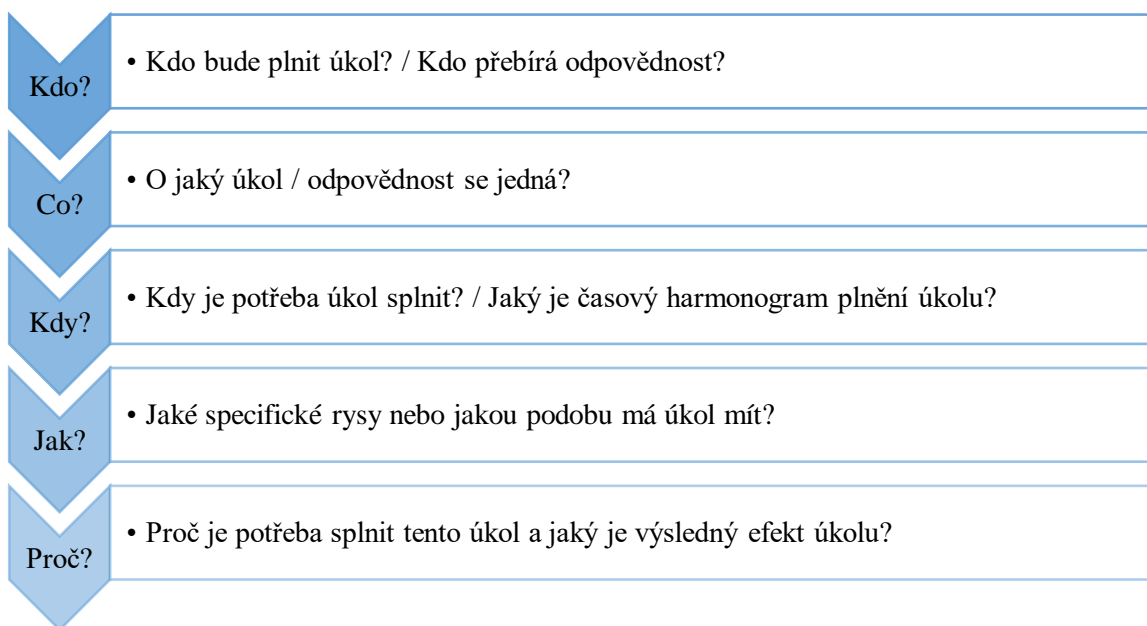 Kdo?
• Kdo bude plnit úkol? / Kdo přebírá odpovědnost?
Co?
• O jaký úkol / odpovědnost se jedná?
Kdy?
• Kdy je potřeba úkol splnit? / Jaký je časový harmonogram plnění úkolu?
Jak?
• Jaké specifické rysy nebo jakou podobu má úkol mít?
Proč?
• Proč je potřeba splnit tento úkol a jaký je výsledný efekt úkolu?